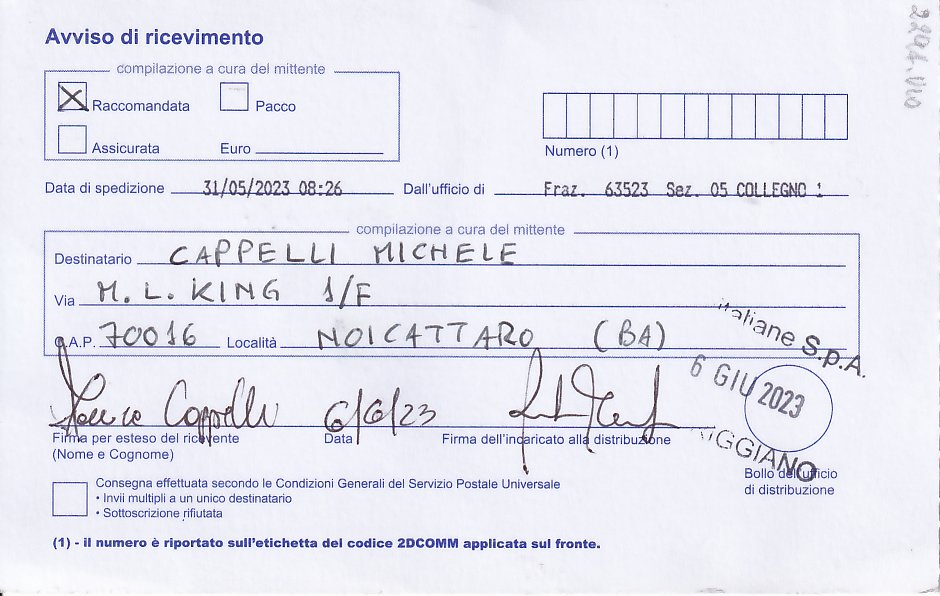 Avviso di ricevimento
compilazione a cura del mittente
Raccomandata Pacco
Assicurata Euro
Numero (1)
Data di spedizione 31/05/2023 08:26 Dall'ufficio di Fraz. 63523 Sez. 05 COLLEGNO 1
compilazione a cura del mittente
Destinatario CAPPELLI MICHELE
Via M. L. KING 1/F
C.A.P. 70016 Località NOICATTARO (BA)
italiane S.p.A.
6 GIU 2023
Cappelli 6/6/23
Firma per esteso del ricevente Data Firma dell'incaricato alla distribuzione
(Nome e Cognome)
Bollo dell'ufficio
di distribuzione
Consegna effettuata secondo le Condizioni Generali del Servizio Postale Universale
• Invii multipli a un unico destinatario
• Sottoscrizione rifiutata
(1) - il numero è riportato sull'etichetta del codice 2DCOMM applicata sul fronte.